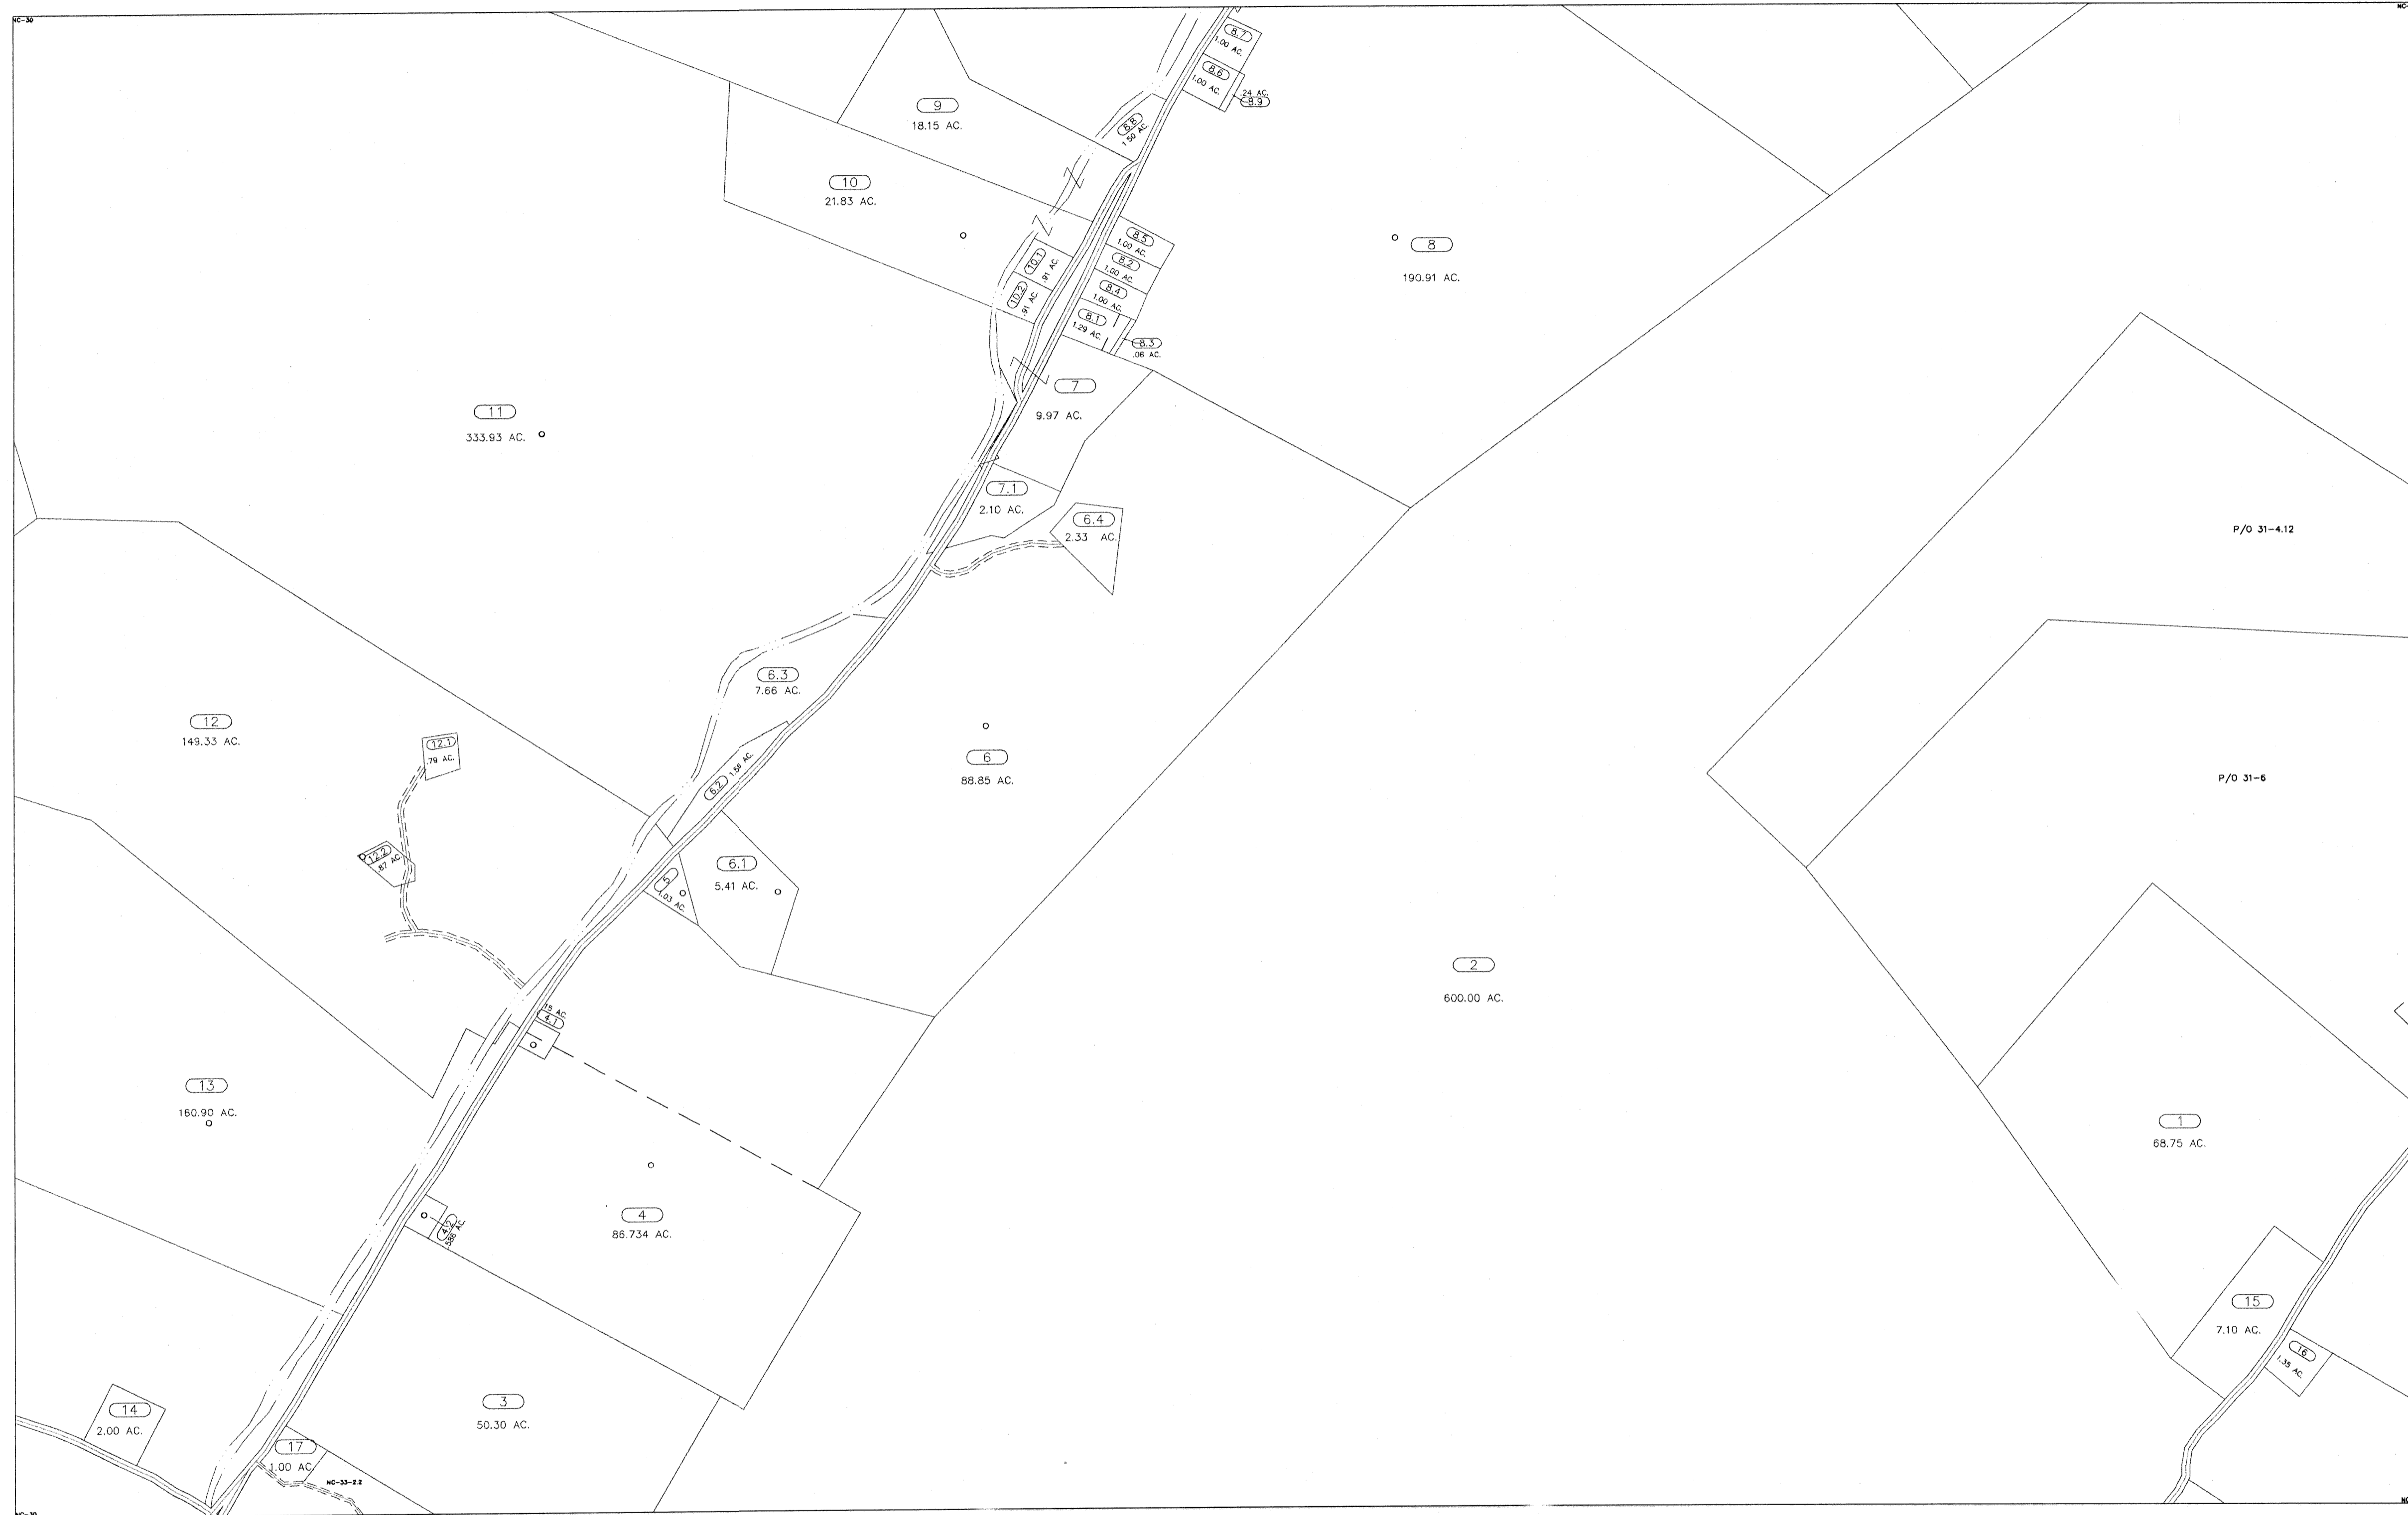 NC-30
8.7
1.00 AC.
8.6
1.00 AC.
.24 AC.
8.9
9
18.15 AC.
8.8
1.50 AC.
10
21.83 AC.
8.5
1.00 AC.
8
190.91 AC.
8.2
1.00 AC.
10.1
.91 AC.
10.2
.91 AC.
8.4
1.00 AC.
8.1
1.29 AC.
8.3
.06 AC.
7
9.97 AC.
11
333.93 AC.
7.1
2.10 AC.
6.4
2.33 AC.
P/O 31-4.12
6.3
7.66 AC.
12
149.33 AC.
12.1
.79 AC.
6.2
1.59 AC.
6
88.85 AC.
P/O 31-6
12.2
.87 AC.
6.1
5.41 AC.
5
1.03 AC.
2
600.00 AC.
.15 AC.
4.1
13
160.90 AC.
1
68.75 AC.
4
86.734 AC.
4.2
.586 AC.
15
7.10 AC.
16
1.35 AC.
3
50.30 AC.
14
2.00 AC.
17
1.00 AC.
NC-33-2.2
NC-30